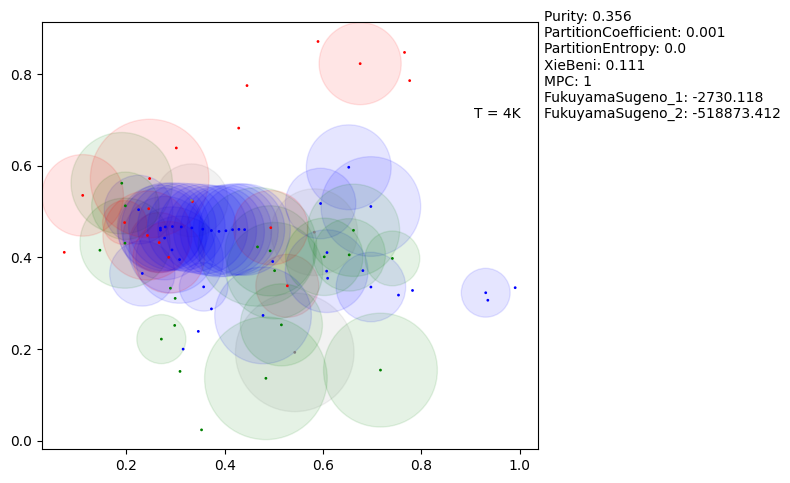 Purity: 0.356
PartitionCoefficient: 0.001
PartitionEntropy: 0.0
XieBeni: 0.111
MPC: 1
FukuyamaSugeno_1: -2730.118
FukuyamaSugeno_2: -518873.412
T = 4K
0.8
0.6
0.4
0.2
0.0
0.2
0.4
0.6
0.8
1.0